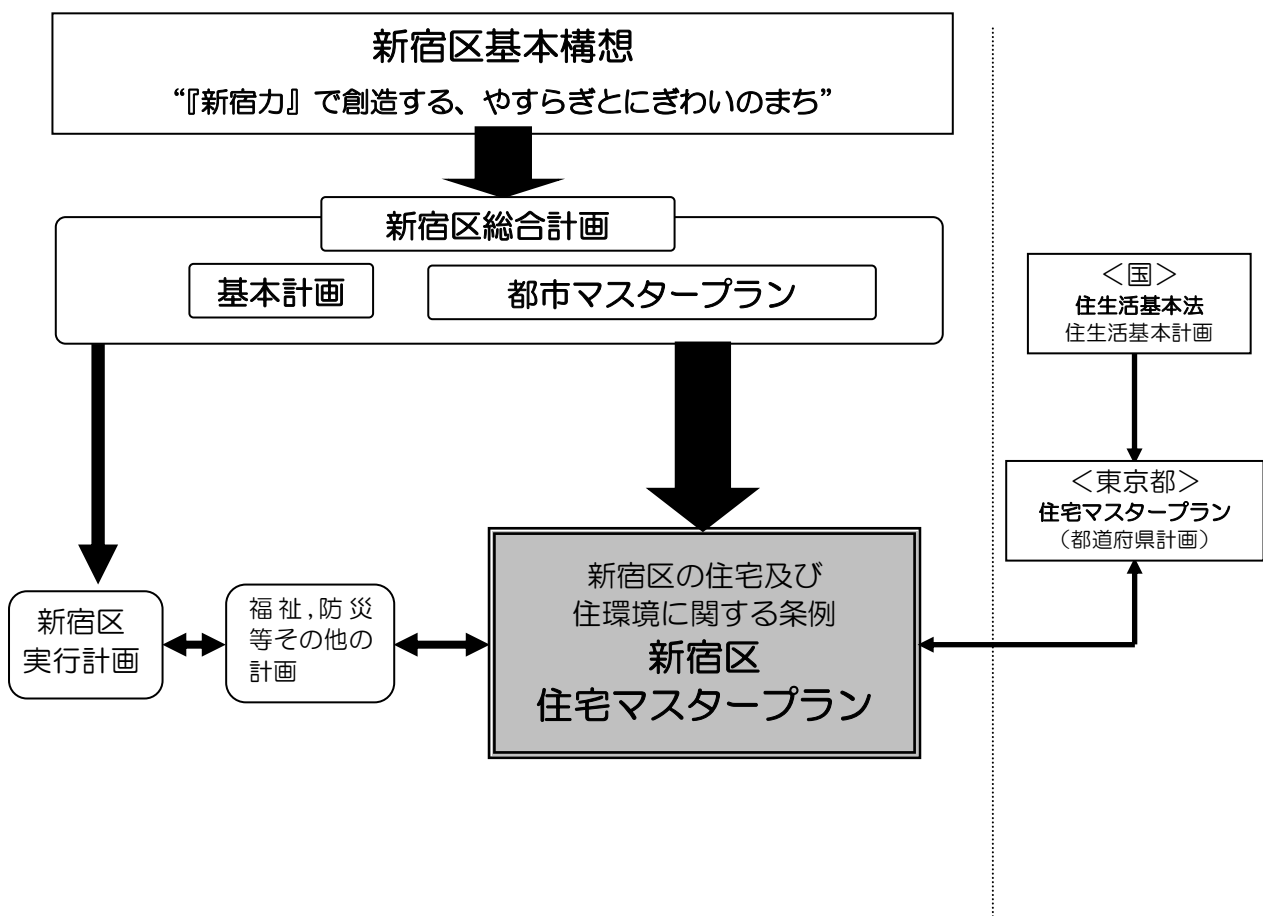 新宿区基本構想
“『新宿力』で創造する、やすらぎとにぎわいのまち”
新宿区総合計画
基本計画
都市マスタープラン
＜国＞
住生活基本法
住生活基本計画
＜東京都＞
住宅マスタープラン
（都道府県計画）
新宿区
実行計画
福祉,防災
等その他の
計画
新宿区の住宅及び
住環境に関する条例
新宿区
住宅マスタープラン